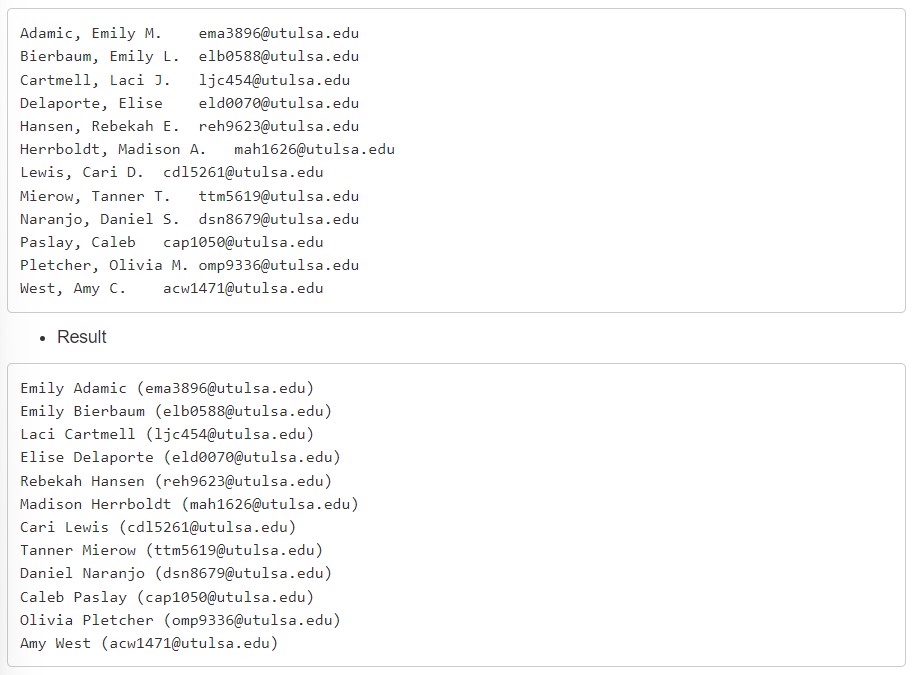 Adamic, Emily M.    ema3896@utulsa.edu
Bierbaum, Emily L.  elb0588@utulsa.edu
Cartmell, Laci J.   ljc454@utulsa.edu
Delaporte, Elise    eld0070@utulsa.edu
Hansen, Rebekah E.  reh9623@utulsa.edu
Herrboldt, Madison A.   mah1626@utulsa.edu
Lewis, Cari D.  cdl5261@utulsa.edu
Mierow, Tanner T.   ttm5619@utulsa.edu
Naranjo, Daniel S.  dsn8679@utulsa.edu
Paslay, Caleb   cap1050@utulsa.edu
Pletcher, Olivia M. omp9336@utulsa.edu
West, Amy C.    acw1471@utulsa.edu
• Result
Emily Adamic (ema3896@utulsa.edu)
Emily Bierbaum (elb0588@utulsa.edu)
Laci Cartmell (ljc454@utulsa.edu)
Elise Delaporte (eld0070@utulsa.edu)
Rebekah Hansen (reh9623@utulsa.edu)
Madison Herrboldt (mah1626@utulsa.edu)
Cari Lewis (cdl5261@utulsa.edu)
Tanner Mierow (ttm5619@utulsa.edu)
Daniel Naranjo (dsn8679@utulsa.edu)
Caleb Paslay (cap1050@utulsa.edu)
Olivia Pletcher (omp9336@utulsa.edu)
Amy West (acw1471@utulsa.edu)